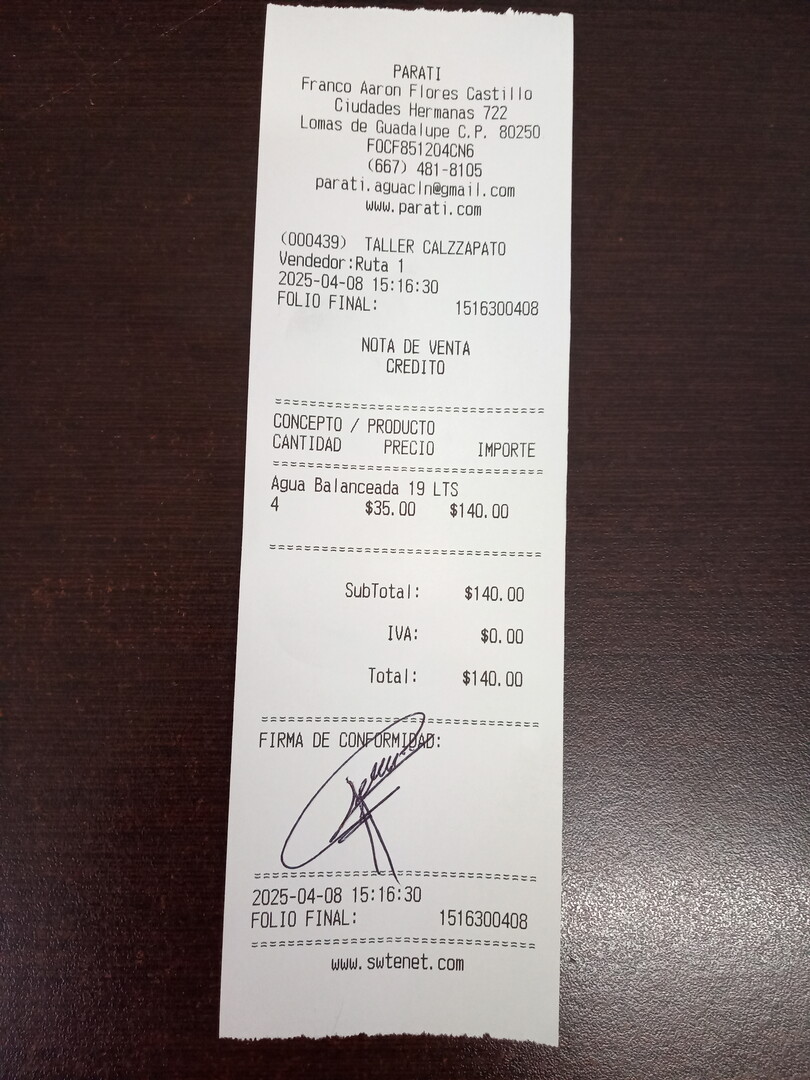 PARATI
Franco Aaron Flores Castillo
Ciudades Hermanas 722
Lomas de Guadalupe C.P. 80250
FOCF851204CN6
(667) 481-8105
parati.aguacln@gmail.com
www.parati.com
(000439) TALLER CALZZAPATO
Vendedor:Ruta 1
2025-04-08 15:16:30
FOLIO FINAL: 1516300408
NOTA DE VENTA
CREDITO
CONCEPTO / PRODUCTO
CANTIDAD PRECIO IMPORTE
Agua Balanceada 19 LTS
4 $35.00 $140.00
SubTotal: $140.00
IVA: $0.00
Total: $140.00
FIRMA DE CONFORMIDAD:
2025-04-08 15:16:30
FOLIO FINAL: 1516300408
www.swtenet.com